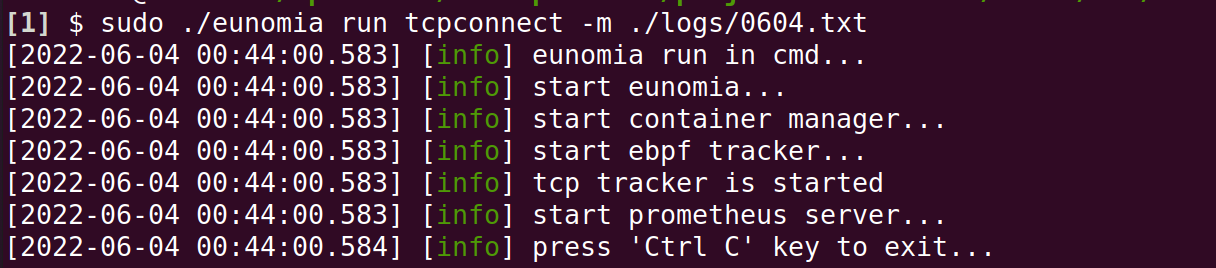 [1] $ sudo ./eunomia run tcpconnect -m ./logs/0604.txt
[2022-06-04 00:44:00.583] [info] eunomia run in cmd...
[2022-06-04 00:44:00.583] [info] start eunomia...
[2022-06-04 00:44:00.583] [info] start container manager...
[2022-06-04 00:44:00.583] [info] start ebpf tracker...
[2022-06-04 00:44:00.583] [info] tcp tracker is started
[2022-06-04 00:44:00.583] [info] start prometheus server...
[2022-06-04 00:44:00.584] [info] press 'Ctrl C' key to exit...